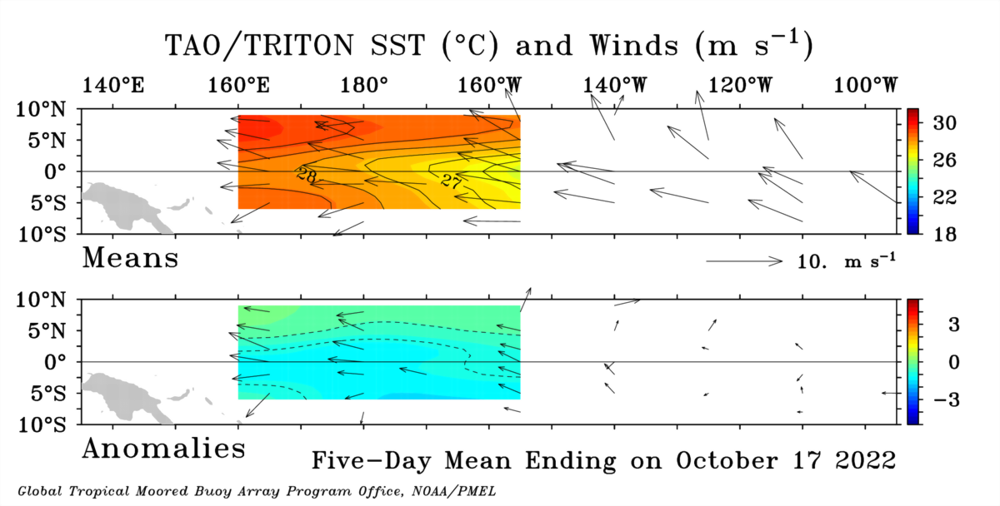 TAO/TRITON SST (°C) and Winds (m s⁻¹)
140°E 160°E 180° 160°W 140°W 120°W 100°W
10°N
5°N
0°
5°S
10°S
28
27
30
26
22
18
Means
10. m s⁻¹
10°N
5°N
0°
5°S
10°S
3
0
−3
Anomalies
Five−Day Mean Ending on October 17 2022
Global Tropical Moored Buoy Array Program Office, NOAA/PMEL